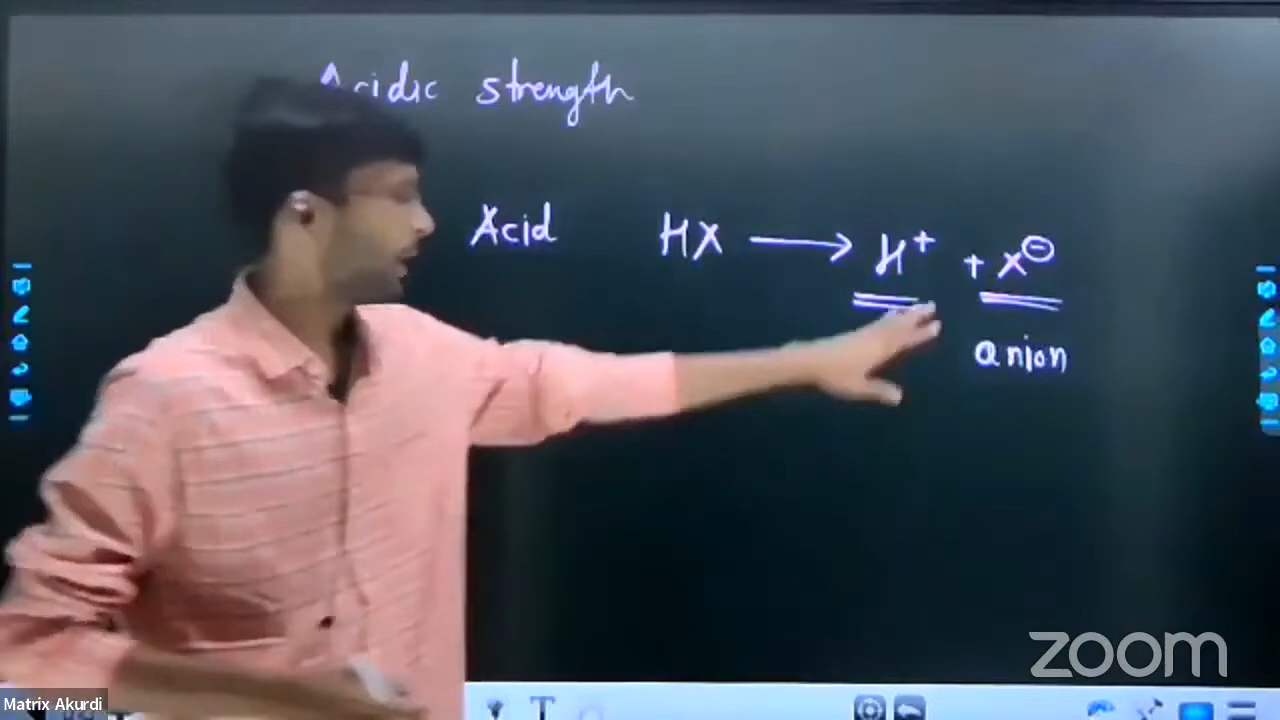 Acidic strength
Acid HX ⟶ H⁺ + X⊖
anion
zoom
Matrix Akurdi